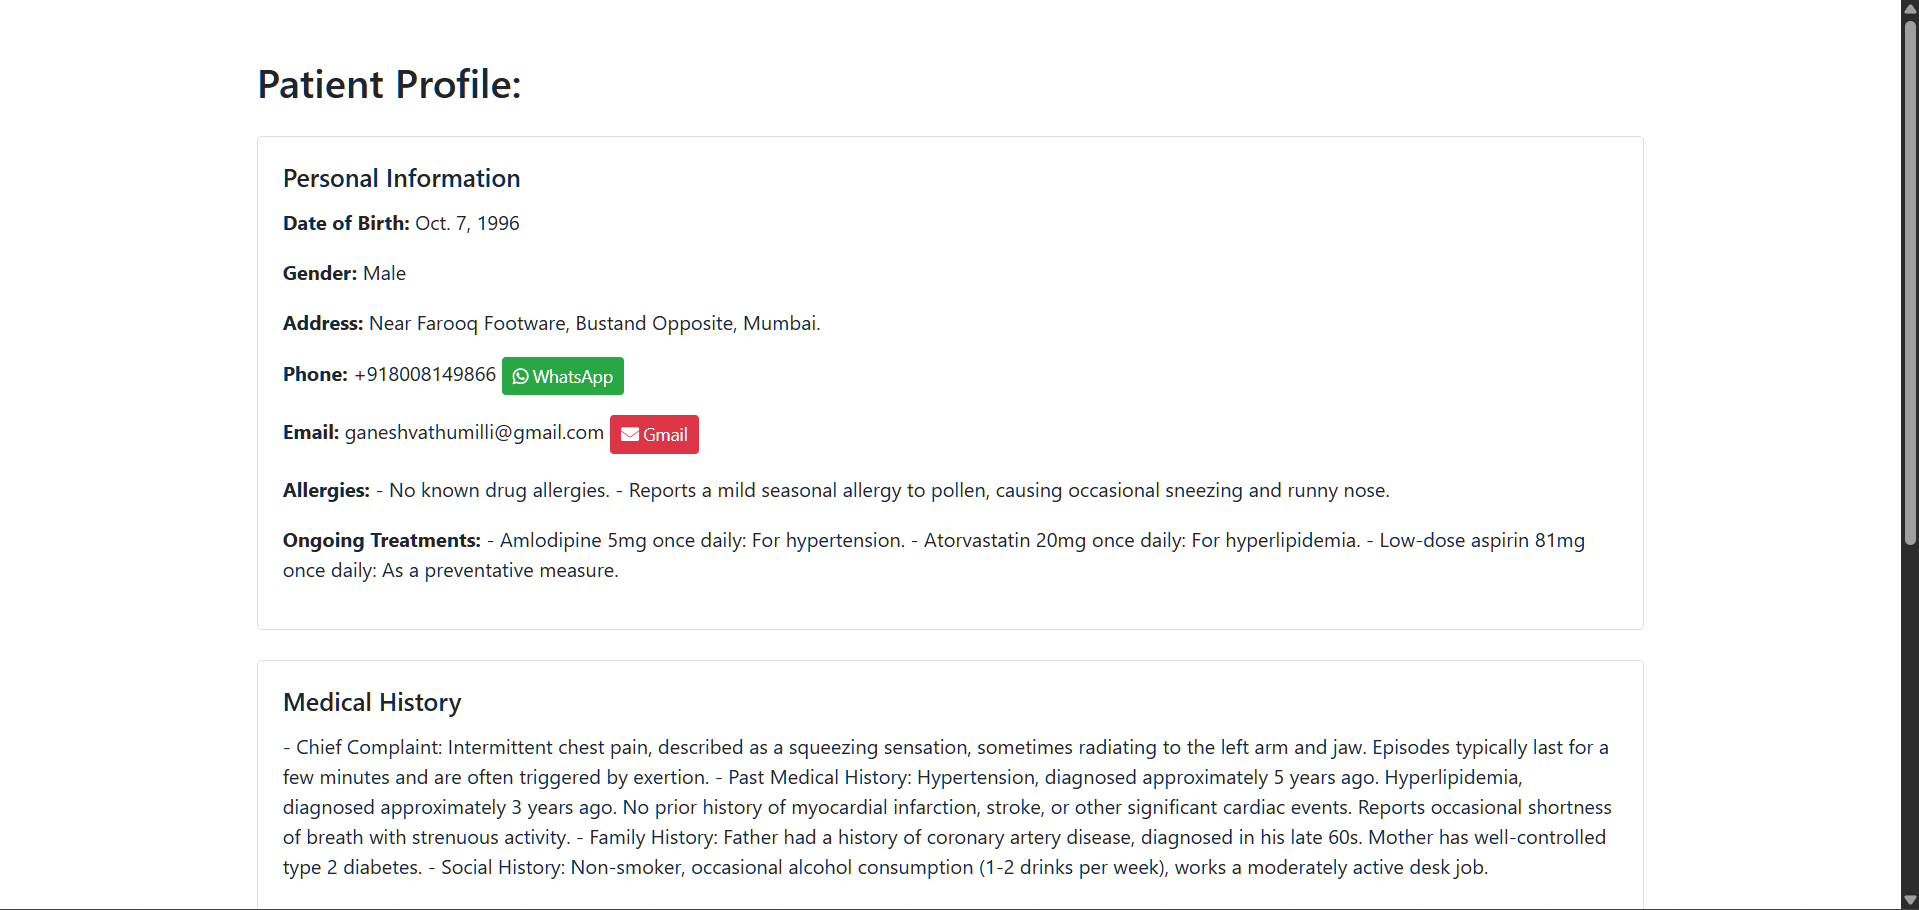 Patient Profile:
Personal Information
Date of Birth: Oct. 7, 1996
Gender: Male
Address: Near Farooq Footware, Bustand Opposite, Mumbai.
Phone: +918008149866 WhatsApp
Email: ganeshvathumilli@gmail.com Gmail
Allergies: - No known drug allergies. - Reports a mild seasonal allergy to pollen, causing occasional sneezing and runny nose.
Ongoing Treatments: - Amlodipine 5mg once daily: For hypertension. - Atorvastatin 20mg once daily: For hyperlipidemia. - Low-dose aspirin 81mg
once daily: As a preventative measure.
Medical History
- Chief Complaint: Intermittent chest pain, described as a squeezing sensation, sometimes radiating to the left arm and jaw. Episodes typically last for a
few minutes and are often triggered by exertion. - Past Medical History: Hypertension, diagnosed approximately 5 years ago. Hyperlipidemia,
diagnosed approximately 3 years ago. No prior history of myocardial infarction, stroke, or other significant cardiac events. Reports occasional shortness
of breath with strenuous activity. - Family History: Father had a history of coronary artery disease, diagnosed in his late 60s. Mother has well-controlled
type 2 diabetes. - Social History: Non-smoker, occasional alcohol consumption (1-2 drinks per week), works a moderately active desk job.